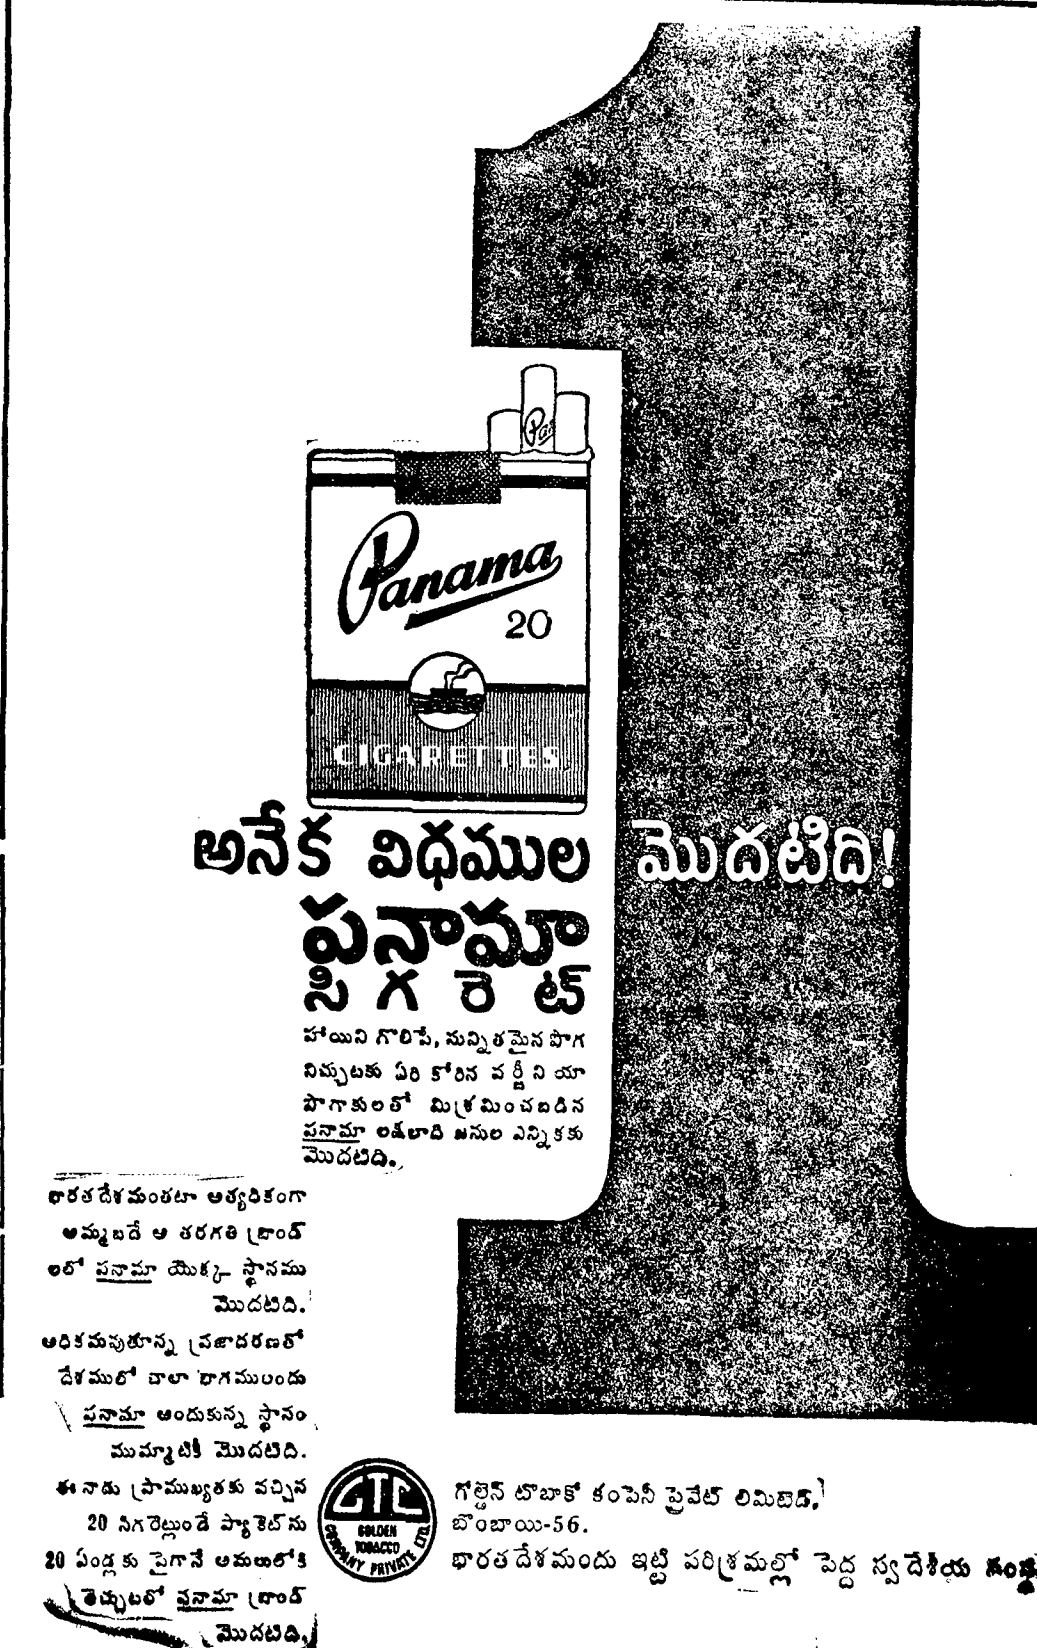 Pan
Panama
20
CIGARETTES
అనేక విధముల మొదటిది!
పనామా
సిగరెట్
హాయిని గొలిపే, నున్నితమైన పొగ
నిచ్చుటకు ఏరి కోరిన వర్జీనియా
పొగాకులతో మిశ్రమించబడిన
పనామా లక్షలాది జనుల ఎన్నికకు
మొదటిది.
భారతదేశమంతటా అత్యధికంగా
అమ్మబడే ఆ తరగతి బ్రాండ్
లలో పనామా యొక్క స్థానము
మొదటిది.
అధికమవుతూన్న ప్రజాదరణతో
దేశములో చాలా భాగములందు
పనామా అందుకున్న స్థానం
ముమ్మాటికీ మొదటిది.
ఈ నాడు ప్రాముఖ్యతకు వచ్చిన
20 సిగరెట్లుండే ప్యాకెట్‌ను
20 ఏండ్లకు పైగానే అమలులోకి
తెచ్చుటలో పనామా బ్రాండ్
మొదటిది.
GTC
GOLDEN
TOBACCO
COMPANY PRIVATE LTD.
గోల్డెన్ టొబాకో కంపెనీ ప్రైవేట్ లిమిటెడ్,
బొంబాయి-56.
భారతదేశమందు ఇట్టి పరిశ్రమల్లో పెద్ద స్వదేశీయ సంస్థ